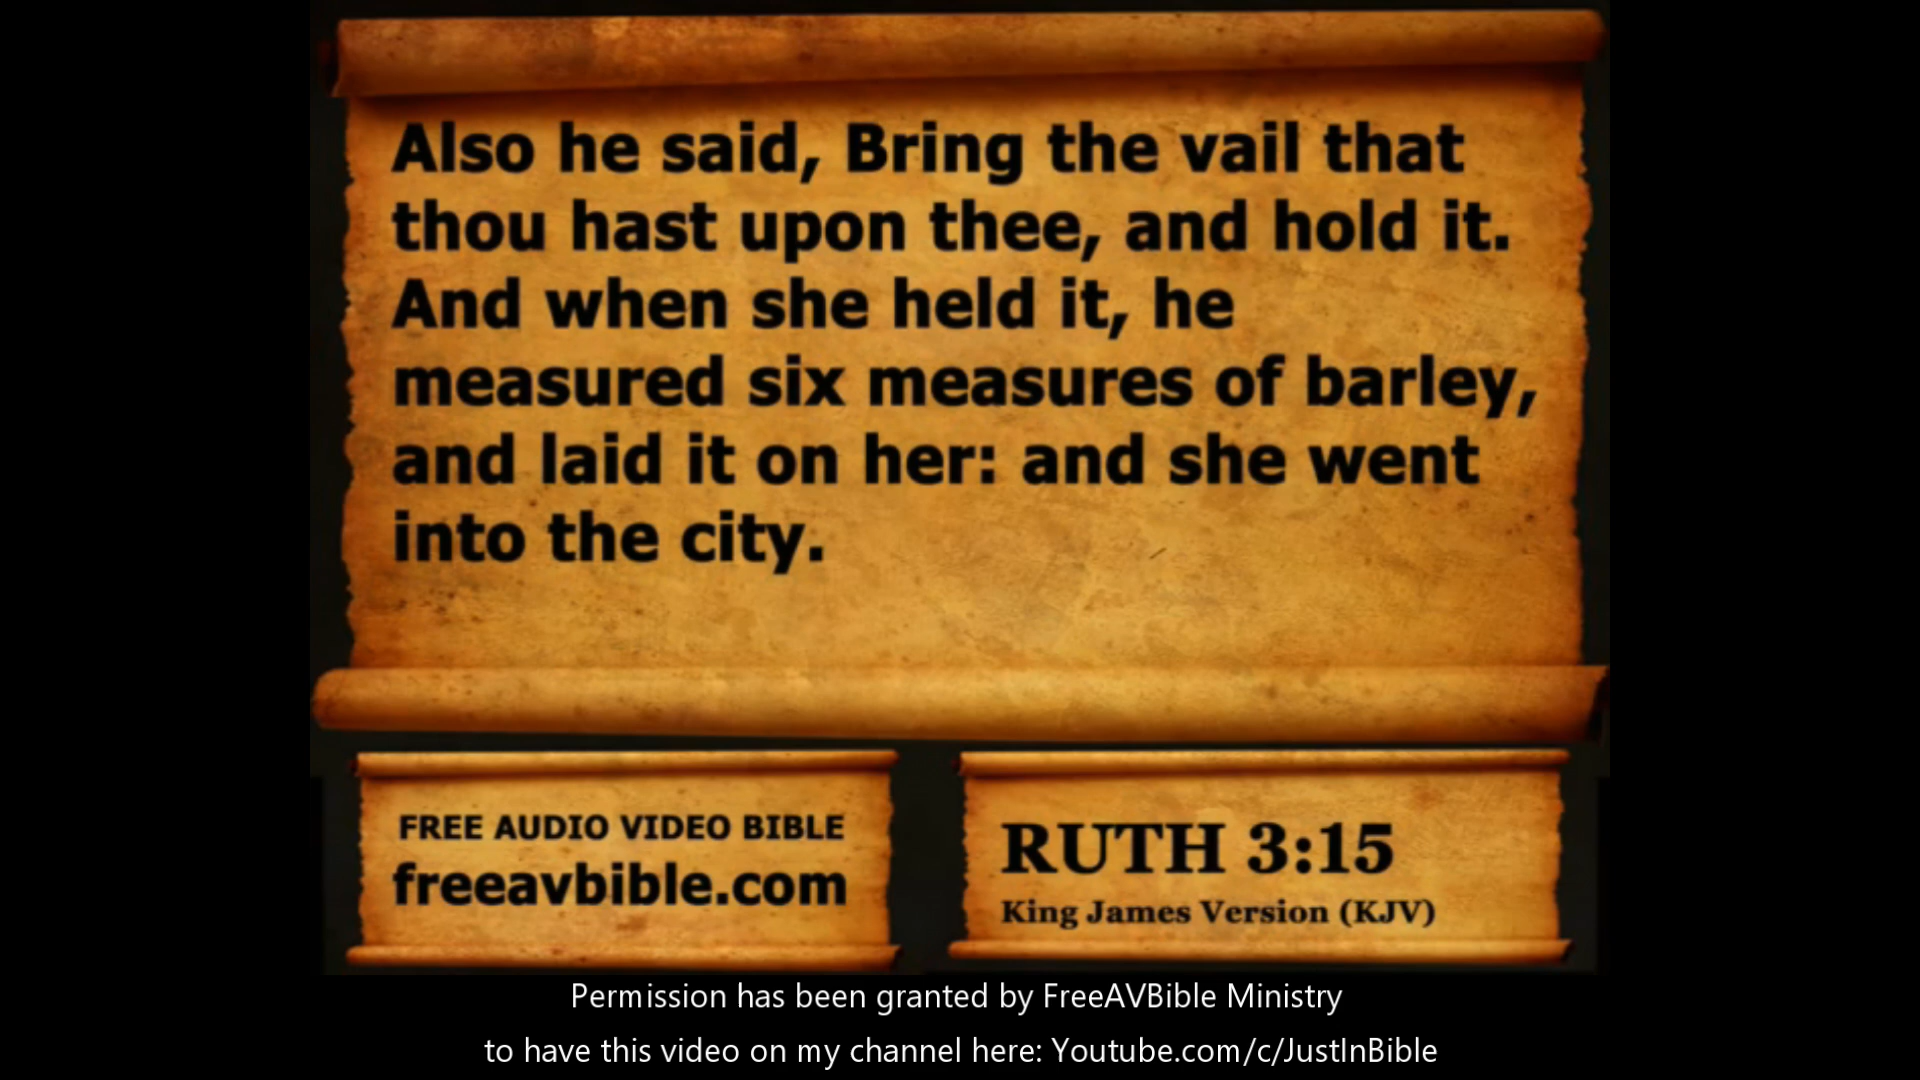 Also he said, Bring the vail that
thou hast upon thee, and hold it.
And when she held it, he
measured six measures of barley,
and laid it on her: and she went
into the city.
FREE AUDIO VIDEO BIBLE
freeavbible.com
RUTH 3:15
King James Version (KJV)
Permission has been granted by FreeAVBible Ministry
to have this video on my channel here: Youtube.com/c/JustInBible